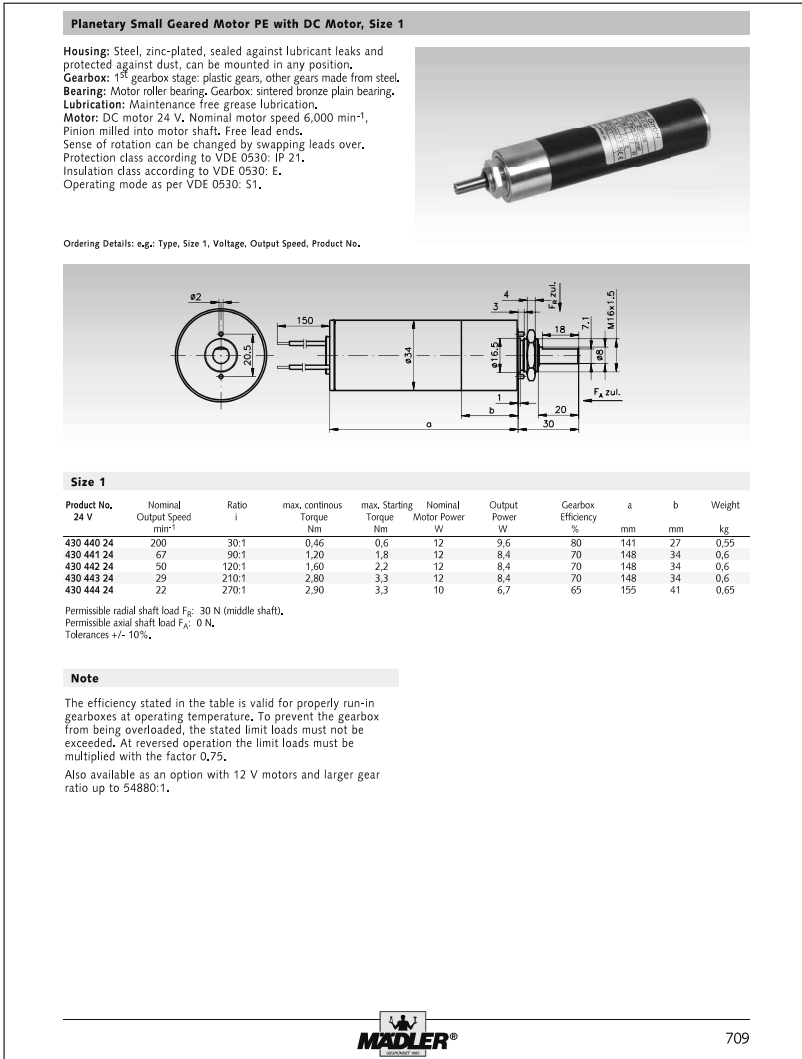 Planetary Small Geared Motor PE with DC Motor, Size 1
Housing: Steel, zinc-plated, sealed against lubricant leaks and
protected against dust, can be mounted in any position.
Gearbox: 1st gearbox stage: plastic gears, other gears made from steel.
Bearing: Motor roller bearing. Gearbox: sintered bronze plain bearing.
Lubrication: Maintenance free grease lubrication.
Motor: DC motor 24 V. Nominal motor speed 6,000 min-1,
Pinion milled into motor shaft. Free lead ends.
Sense of rotation can be changed by swapping leads over.
Protection class according to VDE 0530: IP 21.
Insulation class according to VDE 0530: E.
Operating mode as per VDE 0530: S1.
Ordering Details: e.g.: Type, Size 1, Voltage, Output Speed, Product No.
ø2
20.5
150
ø34
a
b
1
3
4
FR zul.
ø16.5
18
7.1
ø8
M16x1.5
FA zul.
20
30
Size 1
Product No. Nominal Ratio max. continous max. Starting Nominal Output Gearbox a b Weight
24 V Output Speed i Torque Torque Motor Power Power Efficiency
min-1 Nm Nm W W % mm mm kg
430 440 24 200 30:1 0,46 0,6 12 9,6 80 141 27 0,55
430 441 24 67 90:1 1,20 1,8 12 8,4 70 148 34 0,6
430 442 24 50 120:1 1,60 2,2 12 8,4 70 148 34 0,6
430 443 24 29 210:1 2,80 3,3 12 8,4 70 148 34 0,6
430 444 24 22 270:1 2,90 3,3 10 6,7 65 155 41 0,65
Permissible radial shaft load FR: 30 N (middle shaft).
Permissible axial shaft load FA: 0 N.
Tolerances +/- 10%.
Note
The efficiency stated in the table is valid for properly run-in
gearboxes at operating temperature. To prevent the gearbox
from being overloaded, the stated limit loads must not be
exceeded. At reversed operation the limit loads must be
multiplied with the factor 0.75.
Also available as an option with 12 V motors and larger gear
ratio up to 54880:1.
MÄDLER®
709